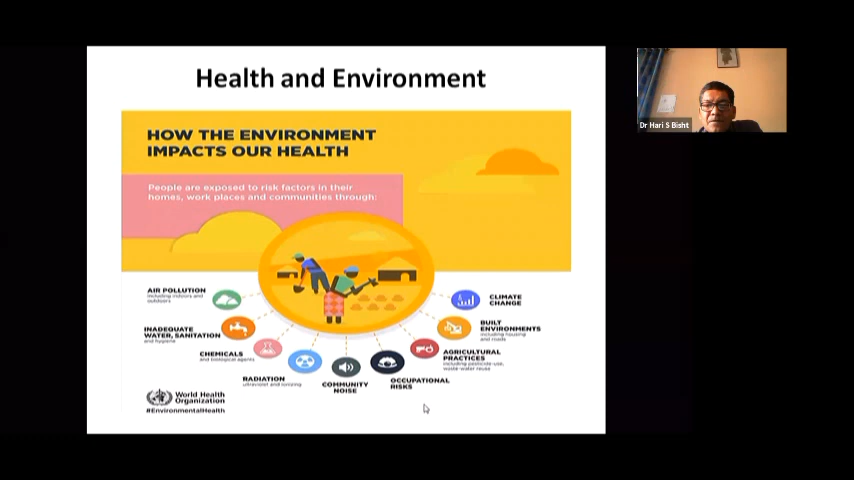 Health and Environment
HOW THE ENVIRONMENT
IMPACTS OUR HEALTH
People are exposed to risk factors in their
homes, work places and communities through:
AIR POLLUTION
including indoors and
outdoors
INADEQUATE
WATER, SANITATION
and hygiene
CHEMICALS
and biological agents
RADIATION
ultraviolet and ionizing
COMMUNITY
NOISE
OCCUPATIONAL
RISKS
AGRICULTURAL
PRACTICES
including pesticide-use,
waste-water reuse
BUILT
ENVIRONMENTS
including housing
and roads
CLIMATE
CHANGE
World Health
Organization
#EnvironmentalHealth
Dr Hari S Bisht